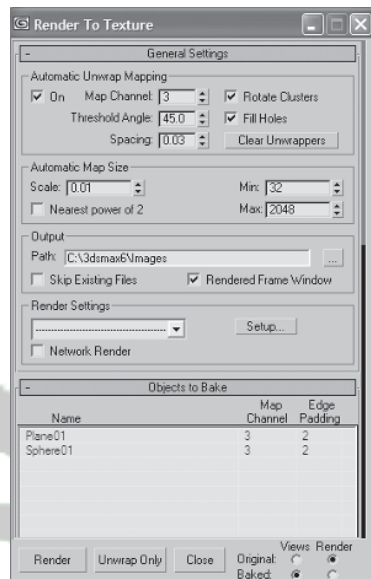 Render To Texture
- General Settings
Automatic Unwrap Mapping
On Map Channel: 3 Rotate Clusters
Threshold Angle: 45.0 Fill Holes
Spacing: 0.03 Clear Unwrappers
Automatic Map Size
Scale: 0.01 Min: 32
Nearest power of 2 Max: 2048
Output
Path: C:\3dsmax6\Images ...
Skip Existing Files Rendered Frame Window
Render Settings
Setup...
Network Render
- Objects to Bake
Name Map Channel Edge Padding
Plane01 3 2
Sphere01 3 2
Views Render
Render Unwrap Only Close Original:
Baked: